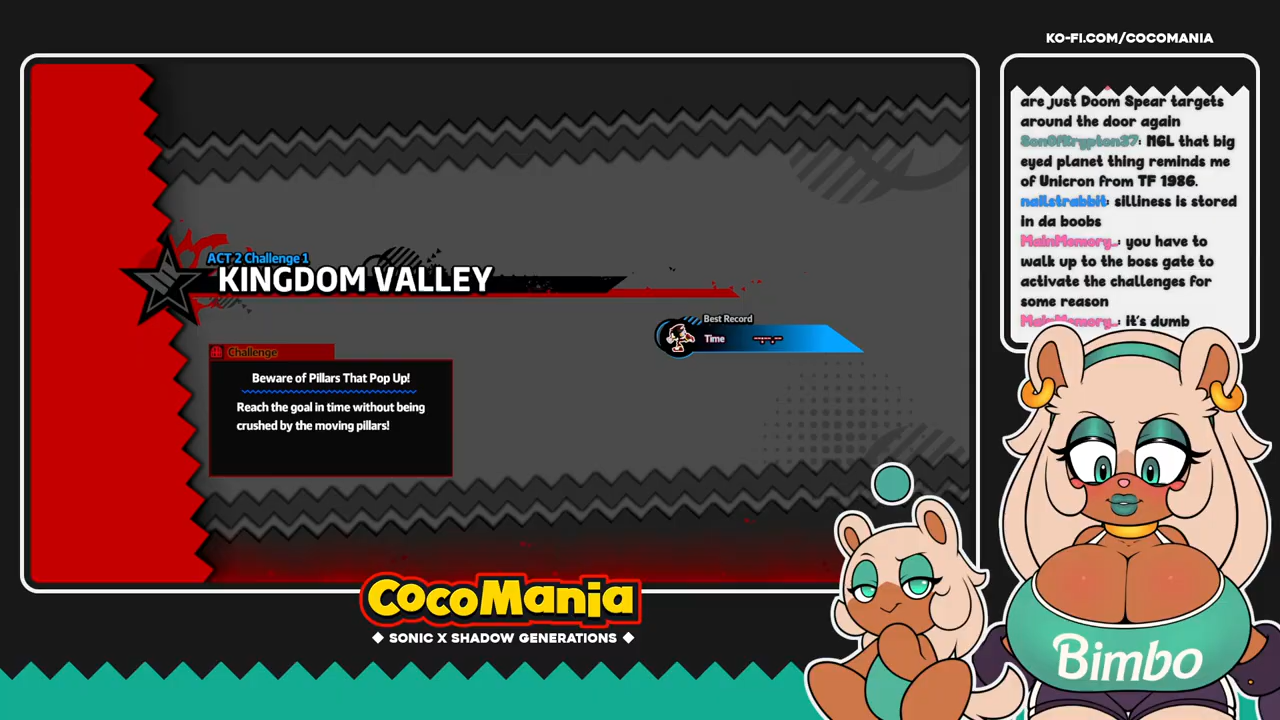 KO-FI.COM/COCOMANIA
are just Doom Spear targets
around the door again
SonOfKrypton37: NGL that big
eyed planet thing reminds me
of Unicron from TF 1986.
nailstrabbit: silliness is stored
in da boobs
MainMemory_: you have to
walk up to the boss gate to
activate the challenges for
some reason
MainMemory_: it's dumb
ACT 2 Challenge 1
KINGDOM VALLEY
Best Record
Time --:--.--
Challenge
Beware of Pillars That Pop Up!
Reach the goal in time without being
crushed by the moving pillars!
CocoMania
SONIC X SHADOW GENERATIONS
Bimbo